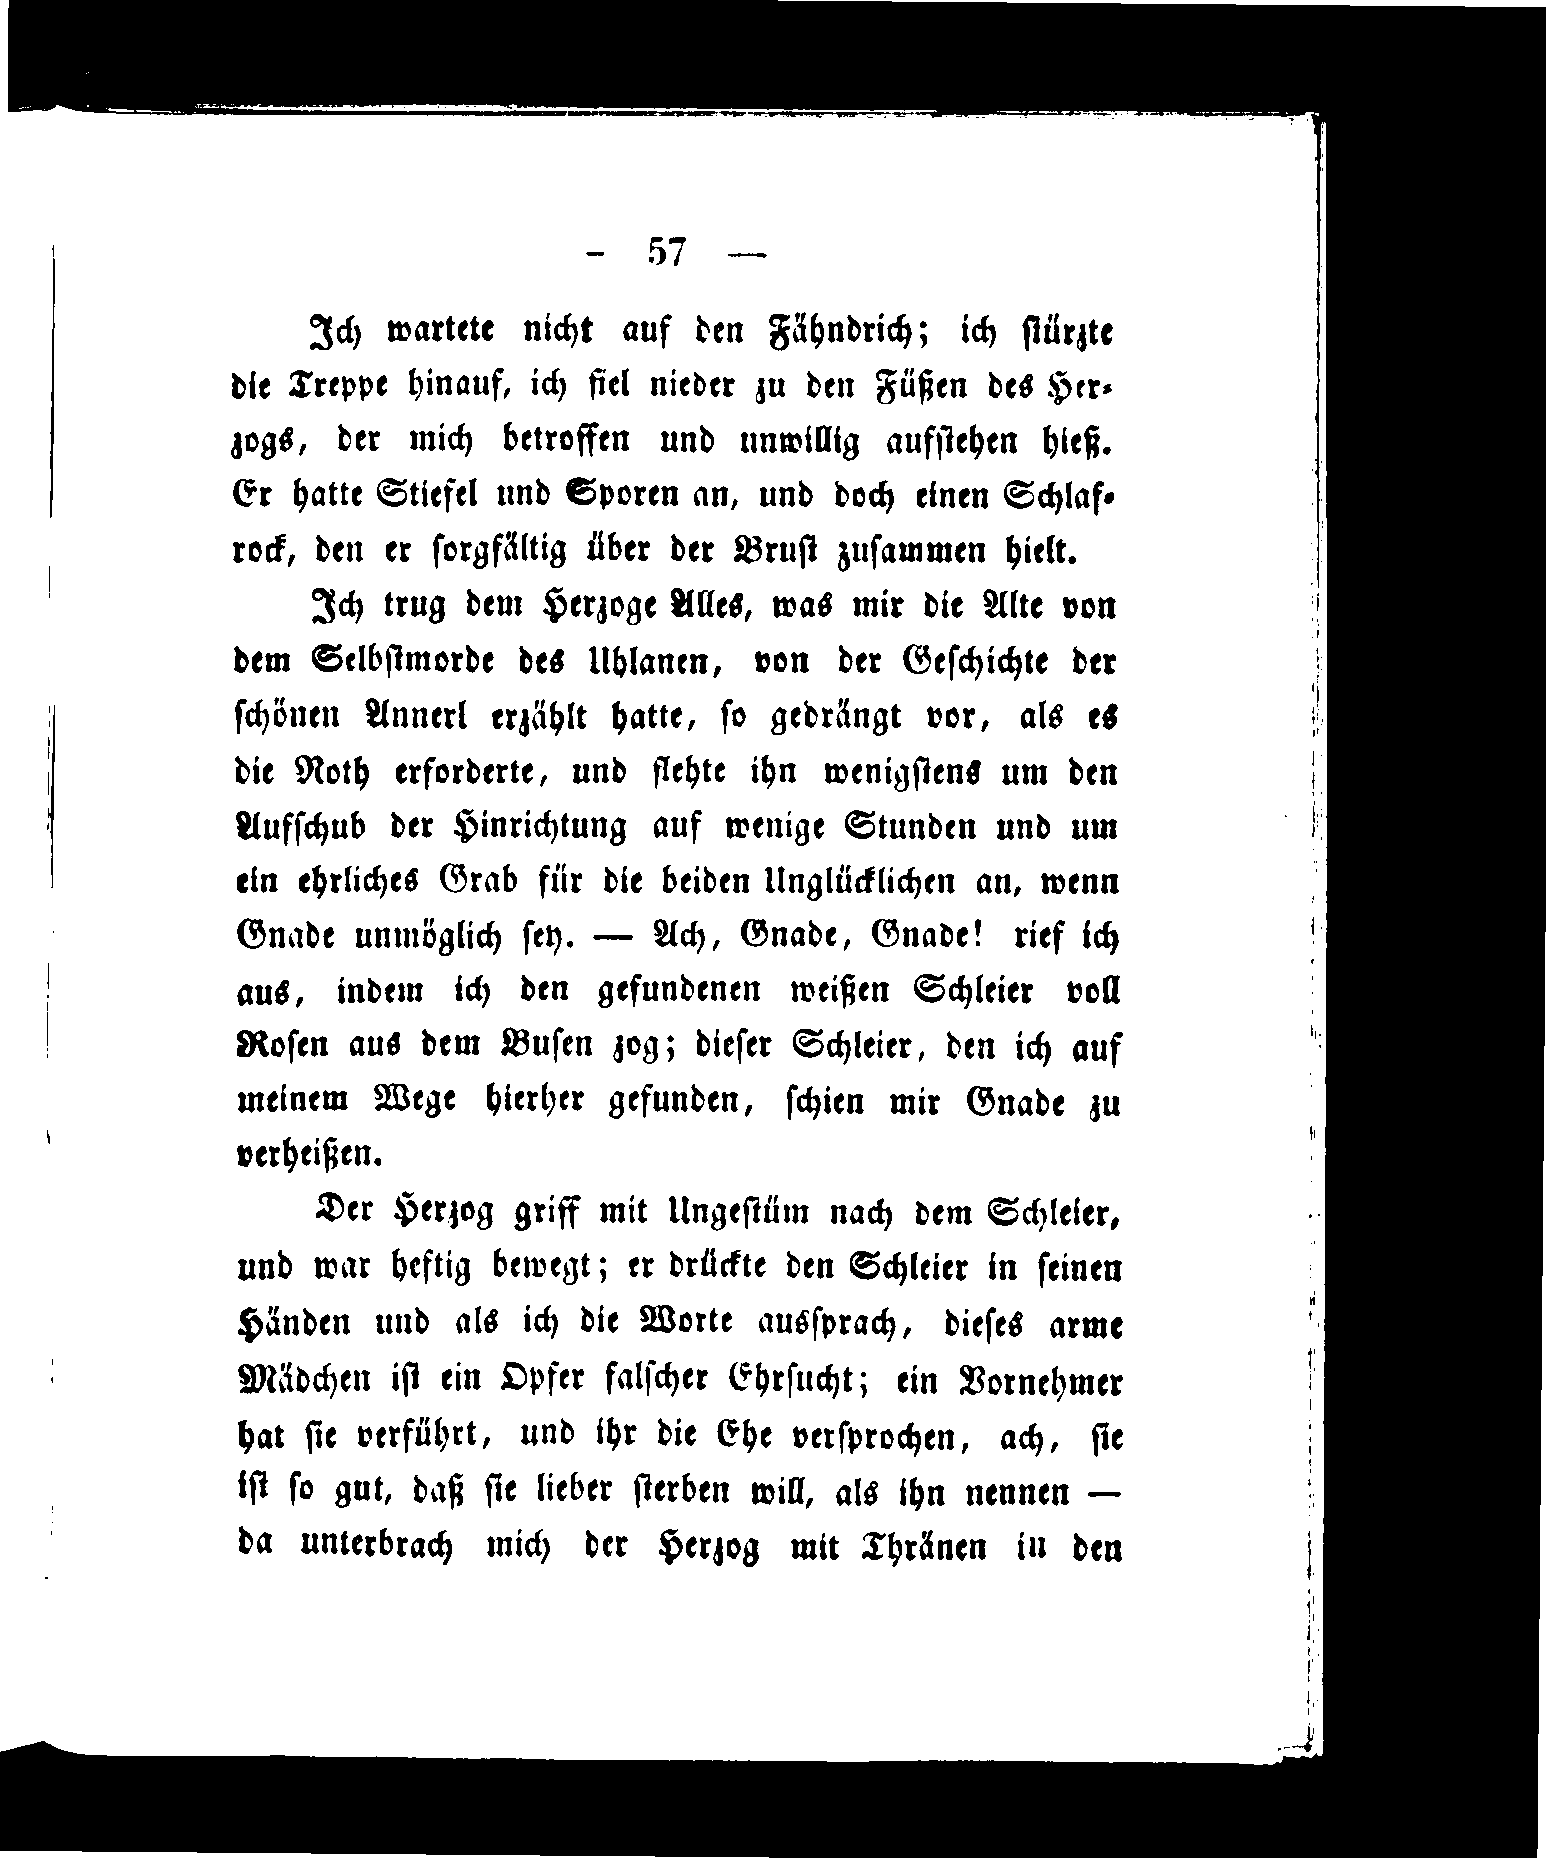 - 57 —
Ich wartete nicht auf den Fähndrich; ich stürzte
die Treppe hinauf, ich fiel nieder zu den Füßen des Her-
zogs, der mich betroffen und unwillig aufstehen hieß.
Er hatte Stiefel und Sporen an, und doch einen Schlaf-
rock, den er sorgfältig über der Brust zusammen hielt.
Ich trug dem Herzoge Alles, was mir die Alte von
dem Selbstmorde des Uhlanen, von der Geschichte der
schönen Annerl erzählt hatte, so gedrängt vor, als es
die Noth erforderte, und flehte ihn wenigstens um den
Aufschub der Hinrichtung auf wenige Stunden und um
ein ehrliches Grab für die beiden Unglücklichen an, wenn
Gnade unmöglich sey. — Ach, Gnade, Gnade! rief ich
aus, indem ich den gefundenen weißen Schleier voll
Rosen aus dem Busen zog; dieser Schleier, den ich auf
meinem Wege hierher gefunden, schien mir Gnade zu
verheißen.
Der Herzog griff mit Ungestüm nach dem Schleier,
und war heftig bewegt; er drückte den Schleier in seinen
Händen und als ich die Worte aussprach, dieses arme
Mädchen ist ein Opfer falscher Ehrsucht; ein Vornehmer
hat sie verführt, und ihr die Ehe versprochen, ach, sie
ist so gut, daß sie lieber sterben will, als ihn nennen —
da unterbrach mich der Herzog mit Thränen in den